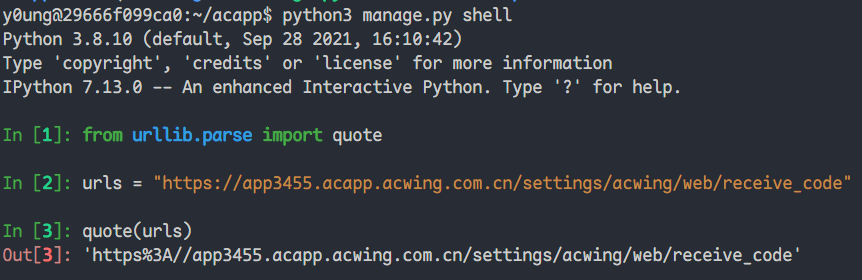 y0ung@29666f099ca0:~/acapp$ python3 manage.py shell
Python 3.8.10 (default, Sep 28 2021, 16:10:42)
Type 'copyright', 'credits' or 'license' for more information
IPython 7.13.0 -- An enhanced Interactive Python. Type '?' for help.
In [1]: from urllib.parse import quote
In [2]: urls = "https://app3455.acapp.acwing.com.cn/settings/acwing/web/receive_code"
In [3]: quote(urls)
Out[3]: 'https%3A//app3455.acapp.acwing.com.cn/settings/acwing/web/receive_code'